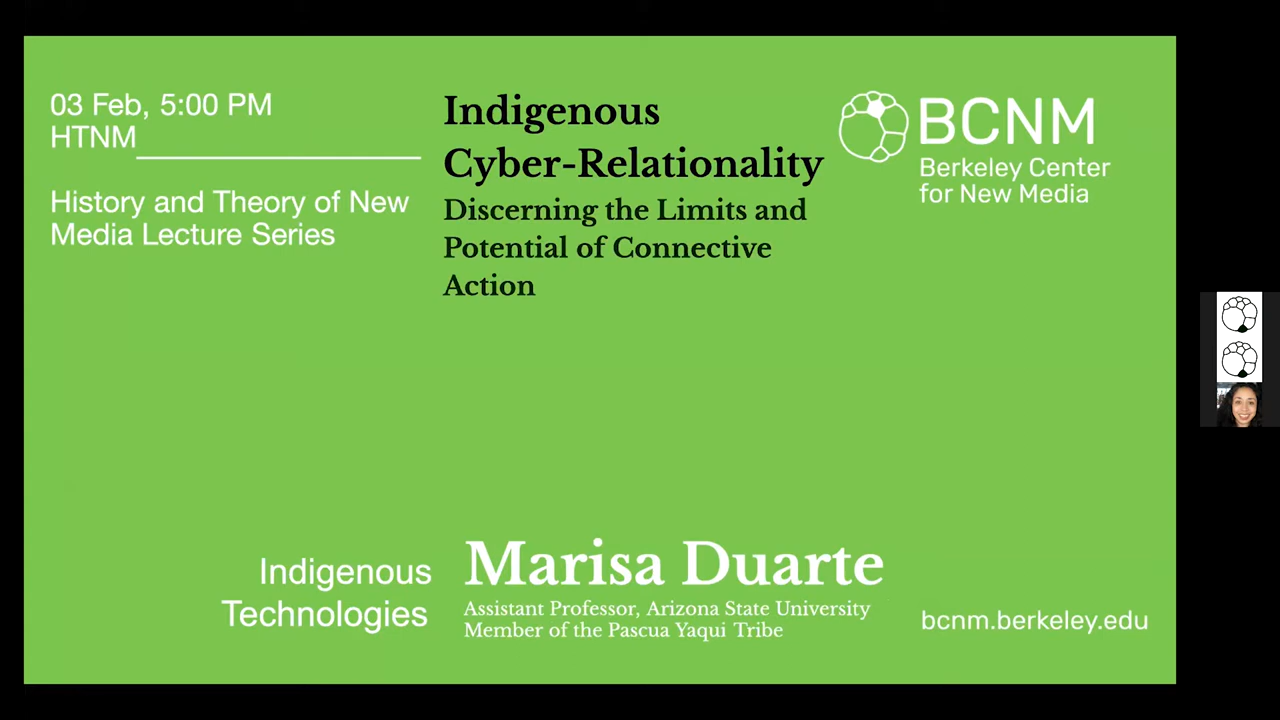 03 Feb, 5:00 PM
HTNM
History and Theory of New
Media Lecture Series
Indigenous
Cyber-Relationality
Discerning the Limits and
Potential of Connective
Action
BCNM
Berkeley Center
for New Media
Indigenous
Technologies
Marisa Duarte
Assistant Professor, Arizona State University
Member of the Pascua Yaqui Tribe
bcnm.berkeley.edu